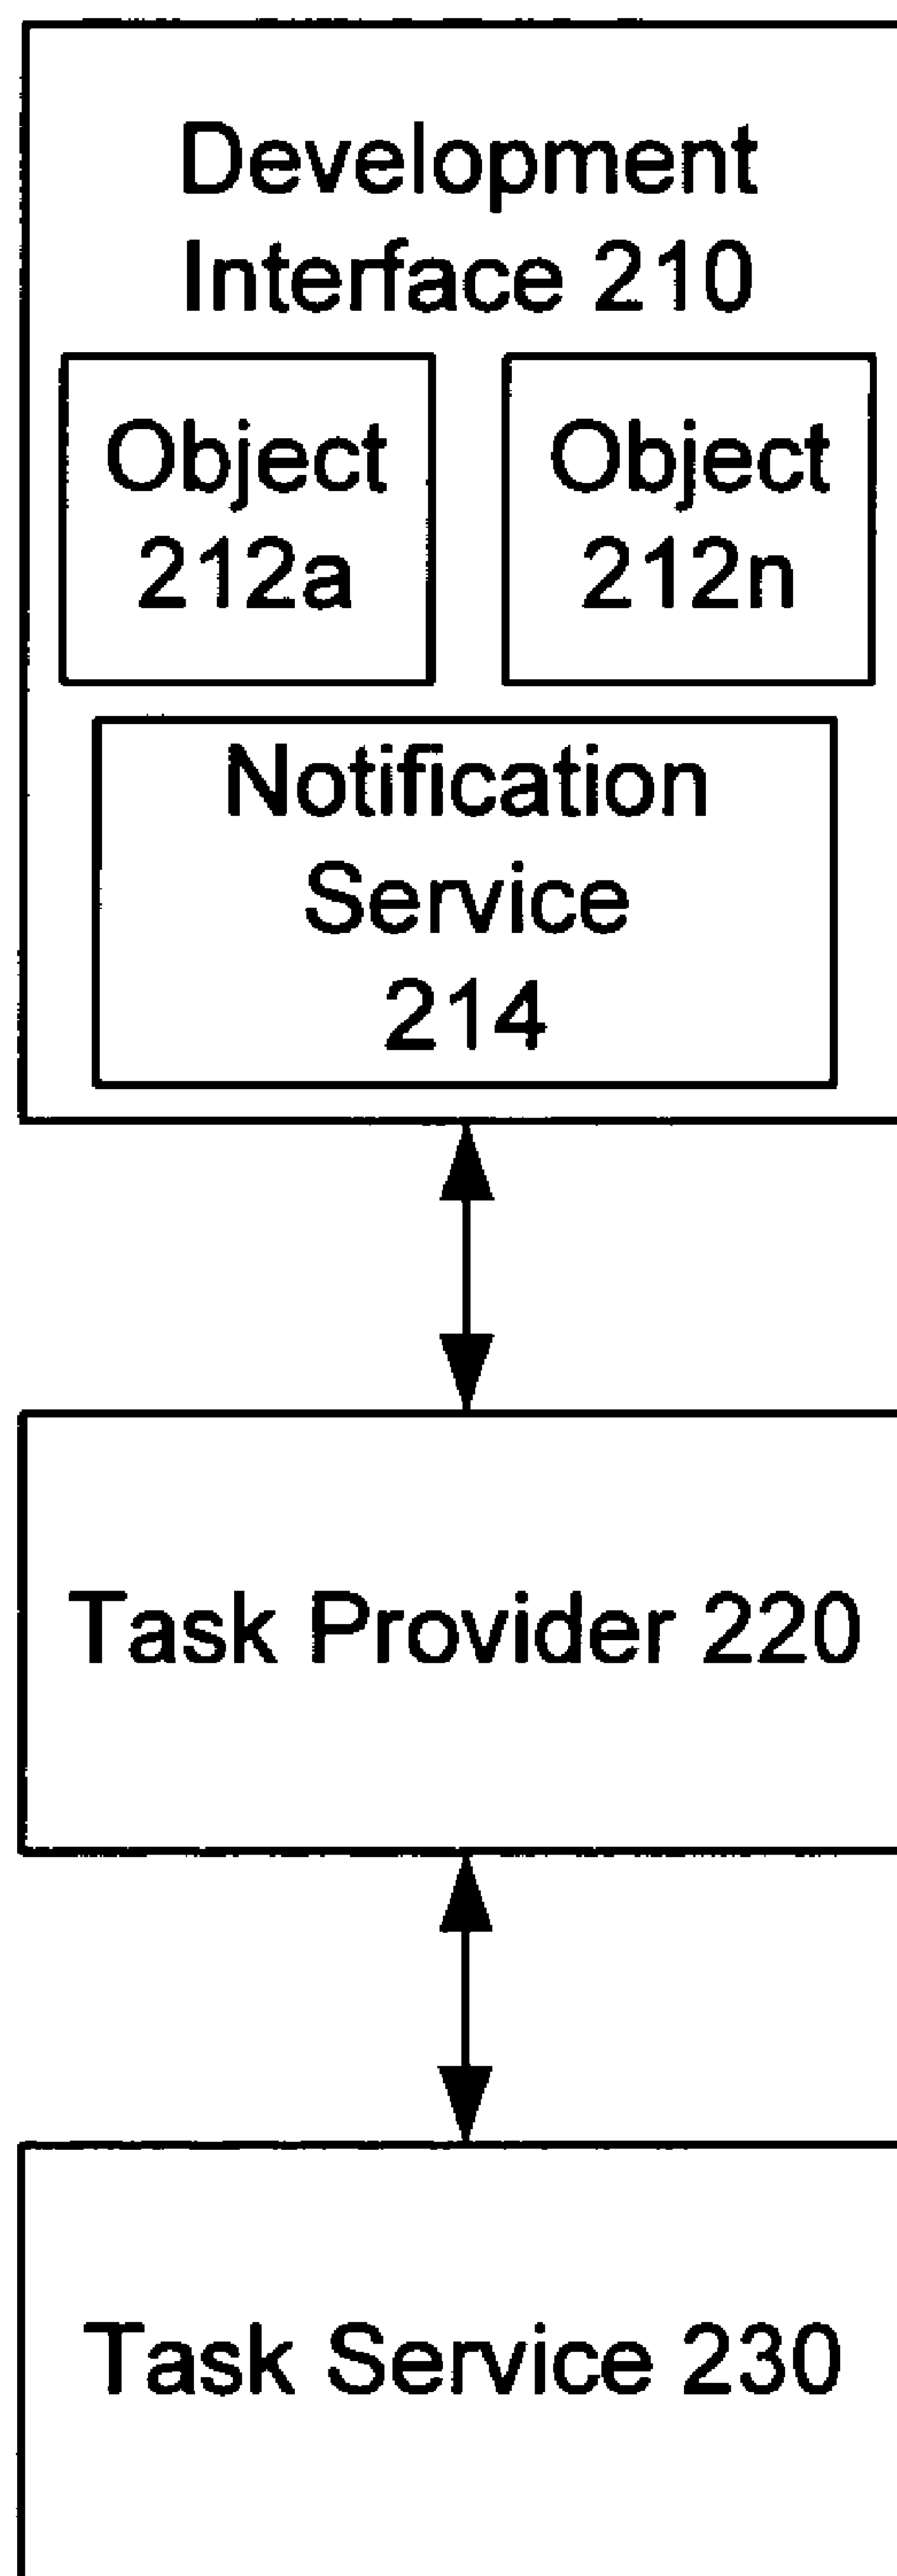 Development
Interface 210
Object
212a
Object
212n
Notification
Service
214
Task Provider 220
Task Service 230